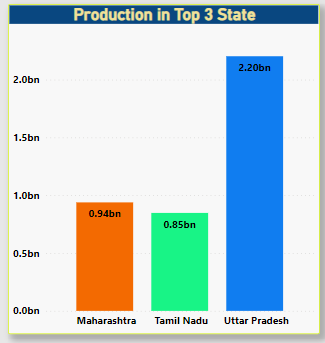 Production in Top 3 State
2.0bn
1.5bn
1.0bn
0.5bn
0.0bn
0.94bn
0.85bn
2.20bn
Maharashtra Tamil Nadu Uttar Pradesh